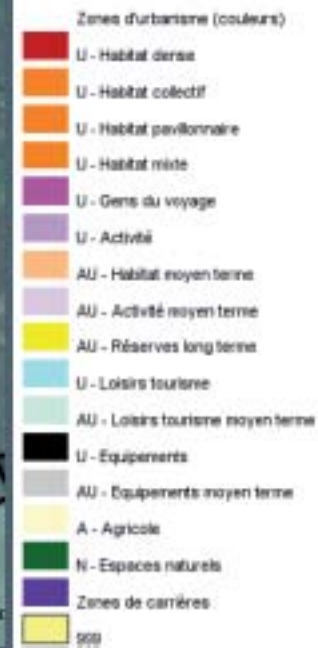 Zones d'urbanisme (couleurs)
U - Habitat dense
U - Habitat collectif
U - Habitat pavillonnaire
U - Habitat mixte
U - Gens du voyage
U - Activité
AU - Habitat moyen terme
AU - Activité moyen terme
AU - Réserves long terme
U - Loisirs tourisme
AU - Loisirs tourisme moyen terme
U - Equipements
AU - Equipements moyen terme
A - Agricole
N - Espaces naturels
Zones de carrières